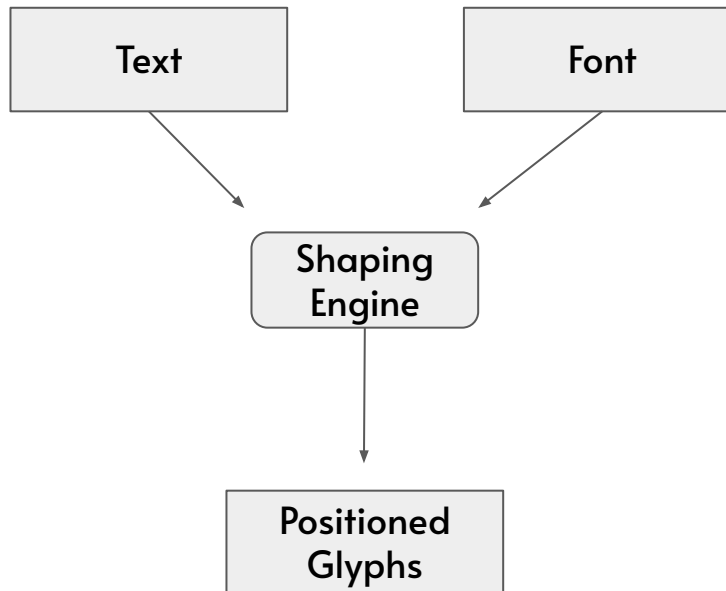 Text
Font
Shaping
Engine
Positioned
Glyphs